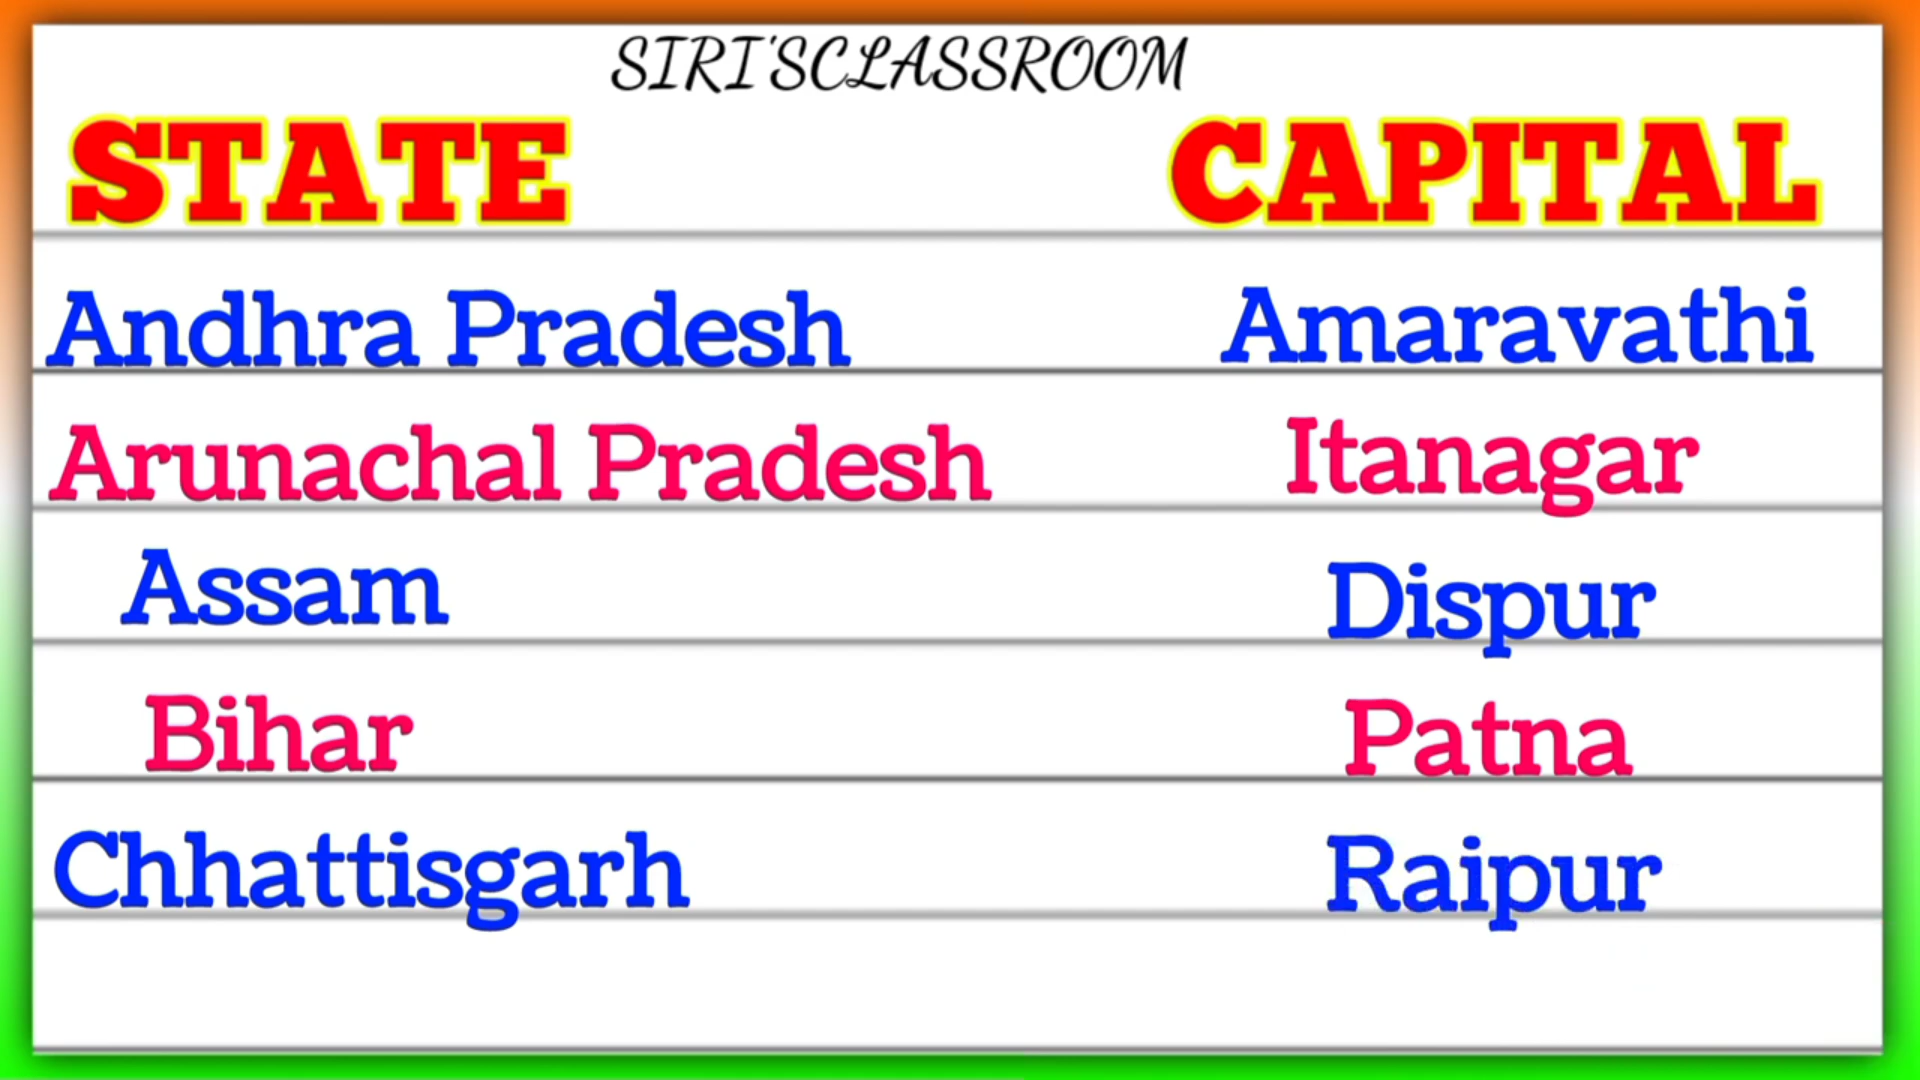 SIRI'SCLASSROOM
STATE CAPITAL
Andhra Pradesh Amaravathi
Arunachal Pradesh Itanagar
Assam Dispur
Bihar Patna
Chhattisgarh Raipur